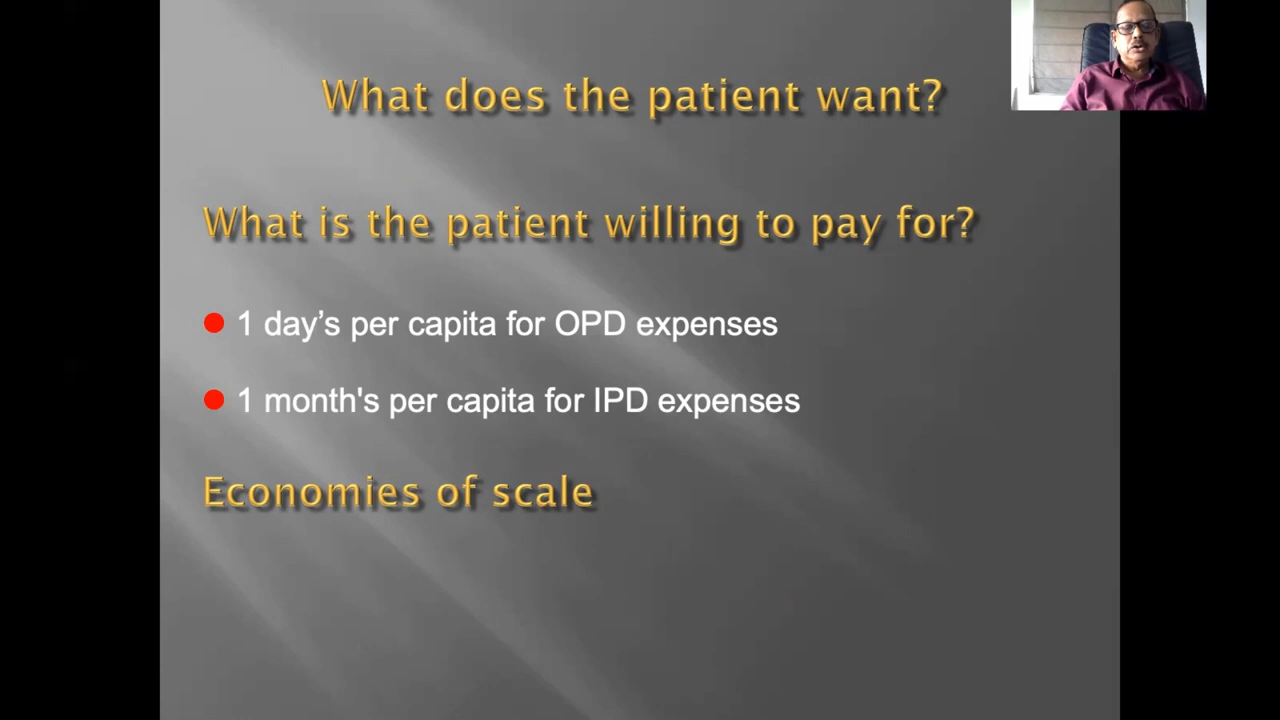 What does the patient want?
What is the patient willing to pay for?
1 day’s per capita for OPD expenses
1 month's per capita for IPD expenses
Economies of scale